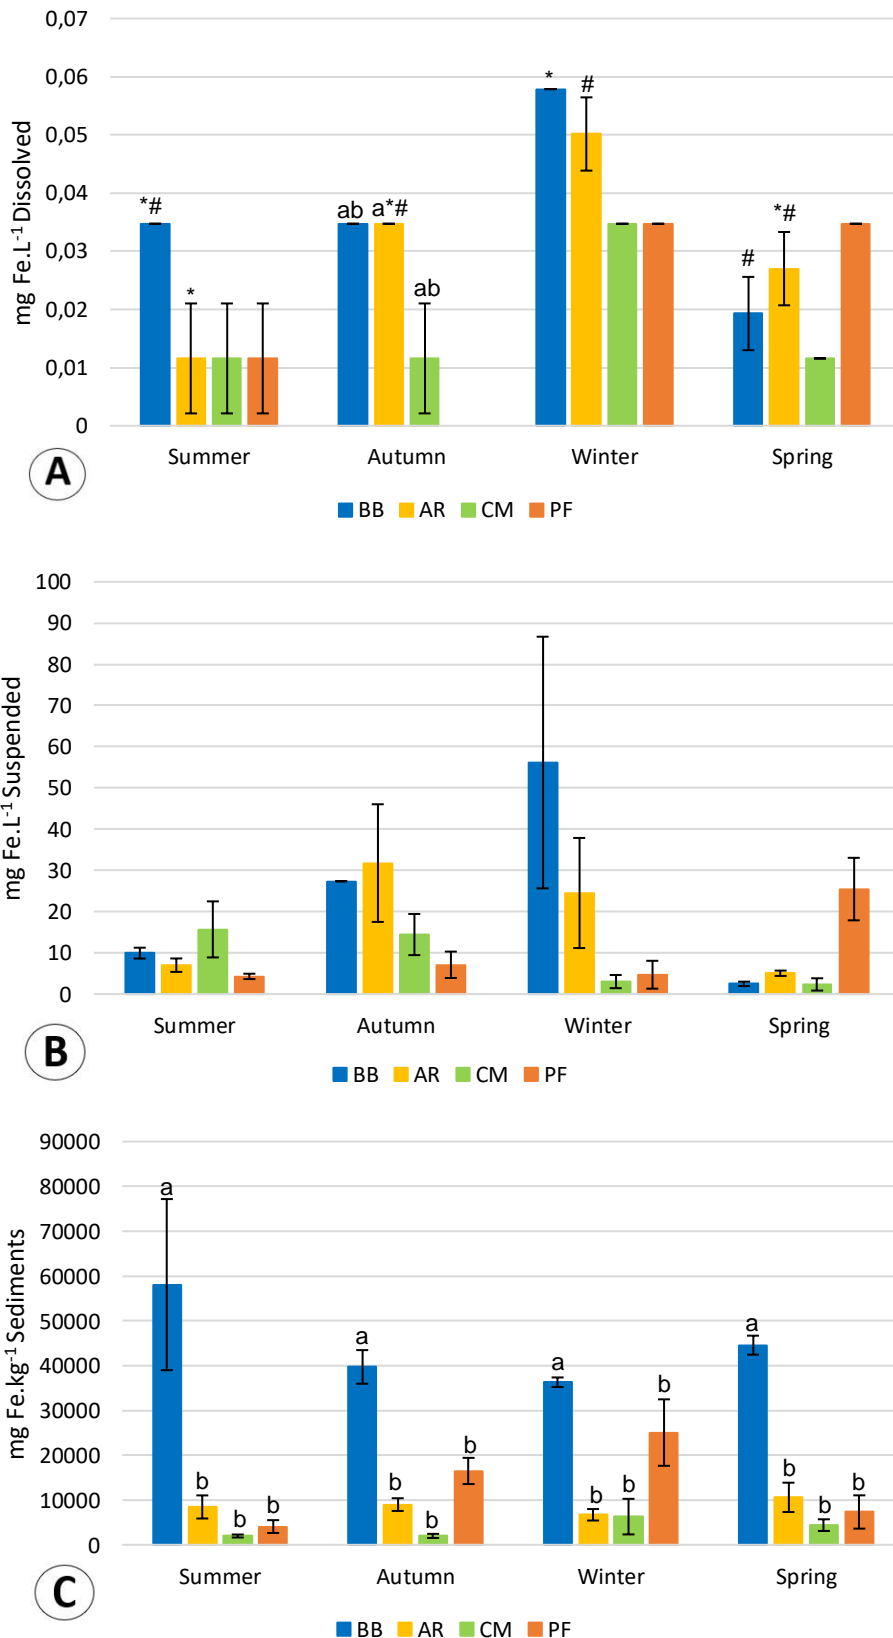 0,07
0,06
0,05
0,04
0,03
0,02
0,01
0
mg Fe.L⁻¹ Dissolved
*#
*
ab
a*#
ab
*
#
#
*#
Summer Autumn Winter Spring
A
BB AR CM PF
100
90
80
70
60
50
40
30
20
10
0
mg Fe.L⁻¹ Suspended
Summer Autumn Winter Spring
B
BB AR CM PF
90000
80000
70000
60000
50000
40000
30000
20000
10000
0
mg Fe.kg⁻¹ Sediments
a
b
b
b
a
b
b
b
a
b
b
b
a
b
b
b
Summer Autumn Winter Spring
C
BB AR CM PF